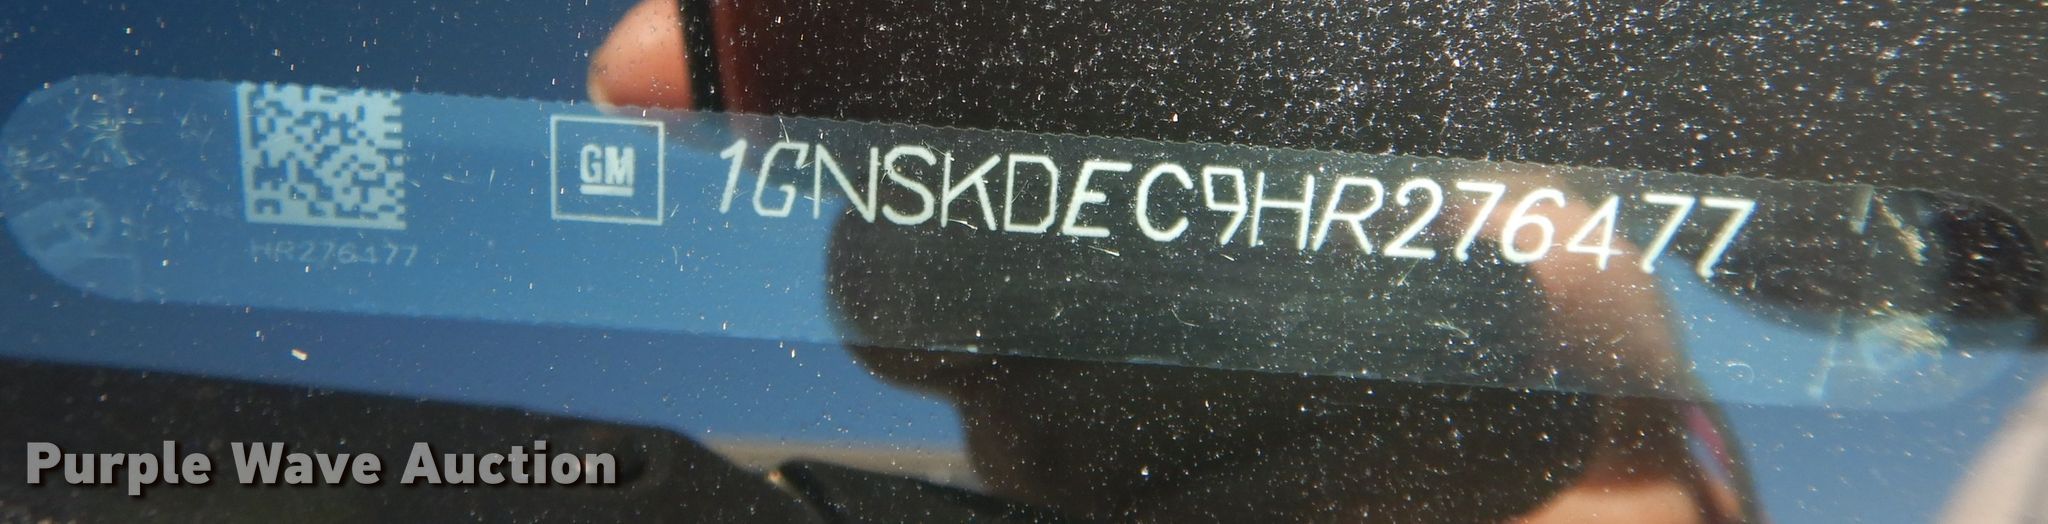 GM
1GNSKDEC9HR276477
HR276477
Purple Wave Auction